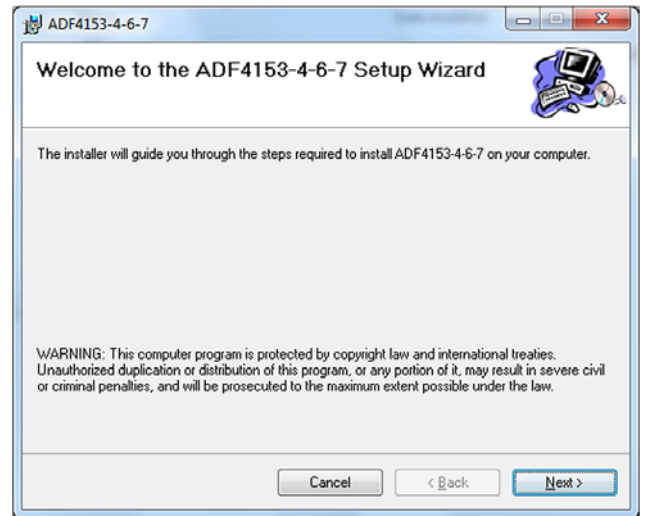 ADF4153-4-6-7
Welcome to the ADF4153-4-6-7 Setup Wizard
The installer will guide you through the steps required to install ADF4153-4-6-7 on your computer.
WARNING: This computer program is protected by copyright law and international treaties.
Unauthorized duplication or distribution of this program, or any portion of it, may result in severe civil
or criminal penalties, and will be prosecuted to the maximum extent possible under the law.
Cancel < Back Next >